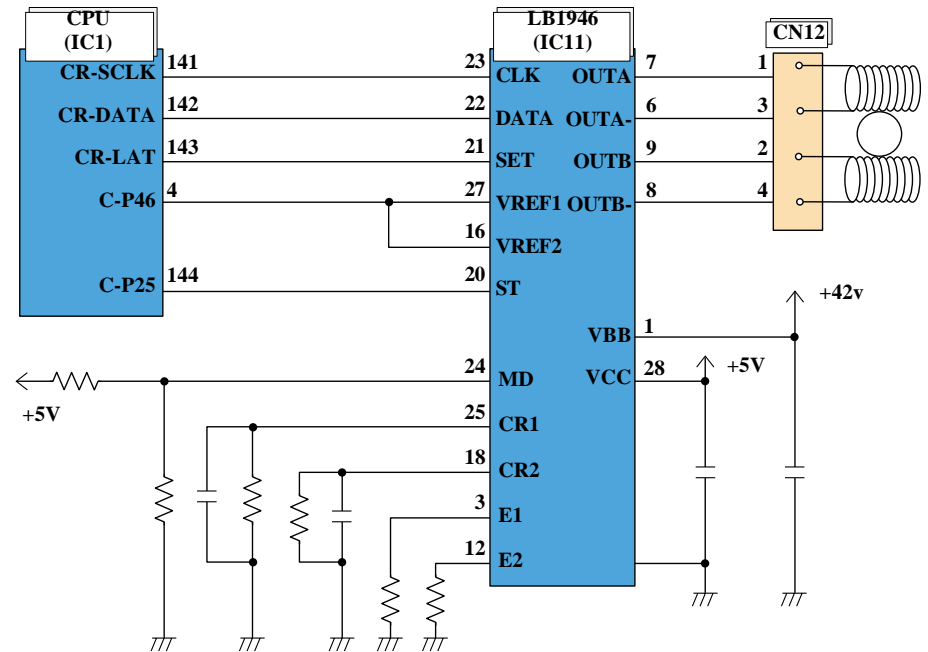 CPU
(IC1)
LB1946
(IC11)
CN12
CR-SCLK 141 23 CLK OUTA 7 1
CR-DATA 142 22 DATA OUTA- 6 3
CR-LAT 143 21 SET OUTB 9 2
C-P46 4 27 VREF1 OUTB- 8 4
16 VREF2
C-P25 144 20 ST
+42v
VBB 1
24 MD VCC 28 +5V
+5V
25 CR1
18 CR2
3 E1
12 E2